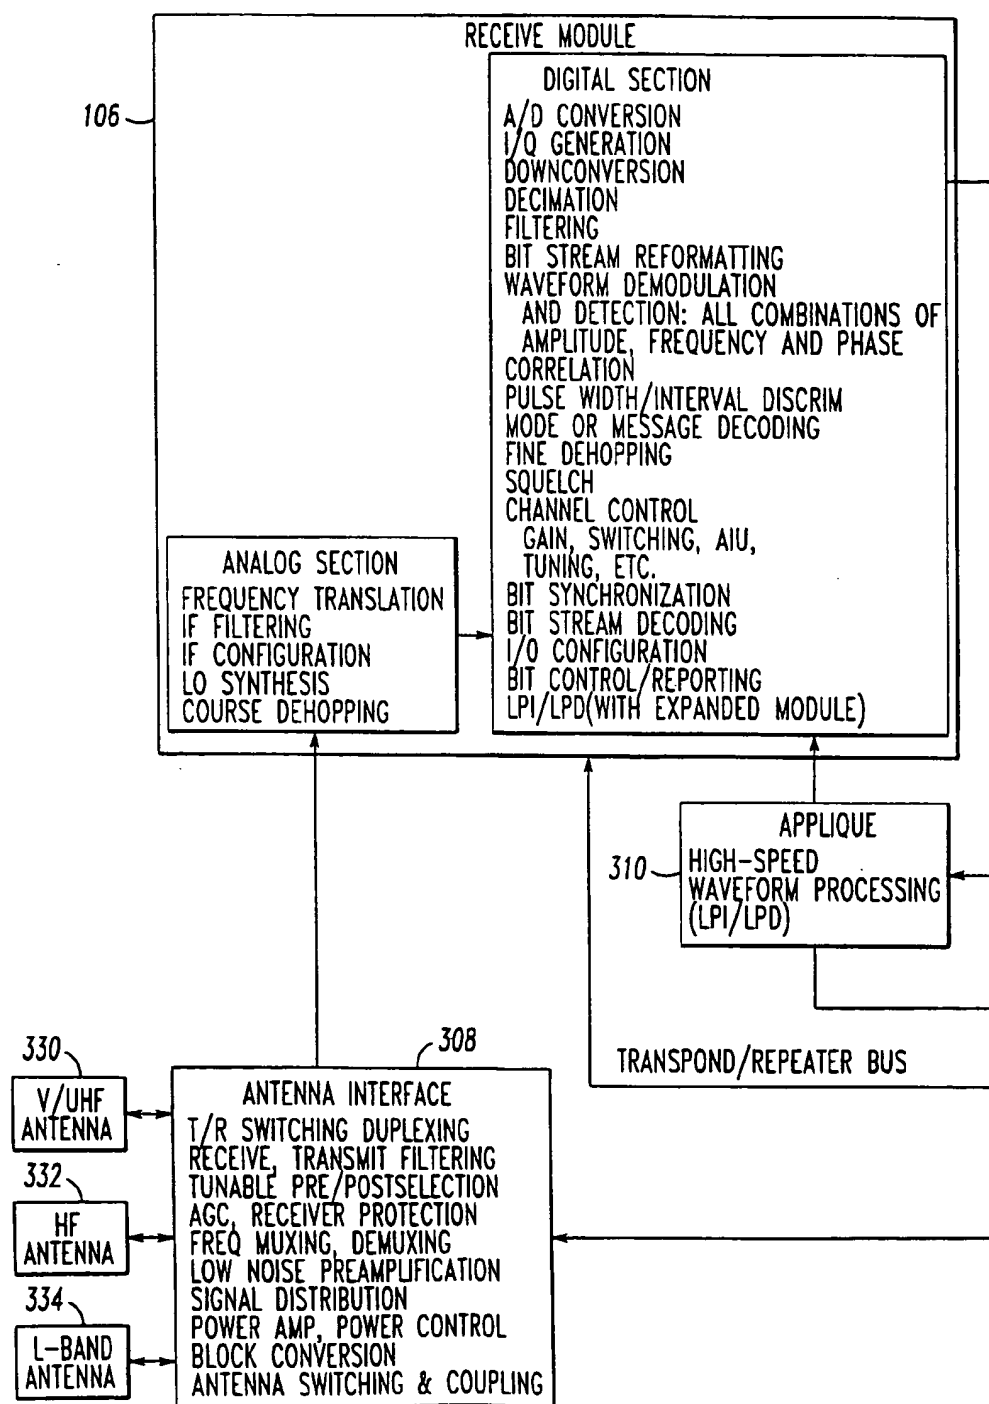 RECEIVE MODULE
106
DIGITAL SECTION
A/D CONVERSION
I/Q GENERATION
DOWNCONVERSION
DECIMATION
FILTERING
BIT STREAM REFORMATTING
WAVEFORM DEMODULATION
AND DETECTION: ALL COMBINATIONS OF
AMPLITUDE, FREQUENCY AND PHASE
CORRELATION
PULSE WIDTH/INTERVAL DISCRIM
MODE OR MESSAGE DECODING
FINE DEHOPPING
SQUELCH
CHANNEL CONTROL
GAIN, SWITCHING, AIU,
TUNING, ETC.
BIT SYNCHRONIZATION
BIT STREAM DECODING
I/O CONFIGURATION
BIT CONTROL/REPORTING
LPI/LPD(WITH EXPANDED MODULE)
ANALOG SECTION
FREQUENCY TRANSLATION
IF FILTERING
IF CONFIGURATION
LO SYNTHESIS
COURSE DEHOPPING
310
APPLIQUE
HIGH-SPEED
WAVEFORM PROCESSING
(LPI/LPD)
TRANSPOND/REPEATER BUS
330
V/UHF
ANTENNA
332
HF
ANTENNA
334
L-BAND
ANTENNA
308
ANTENNA INTERFACE
T/R SWITCHING DUPLEXING
RECEIVE, TRANSMIT FILTERING
TUNABLE PRE/POSTSELECTION
AGC, RECEIVER PROTECTION
FREQ MUXING, DEMUXING
LOW NOISE PREAMPLIFICATION
SIGNAL DISTRIBUTION
POWER AMP, POWER CONTROL
BLOCK CONVERSION
ANTENNA SWITCHING & COUPLING